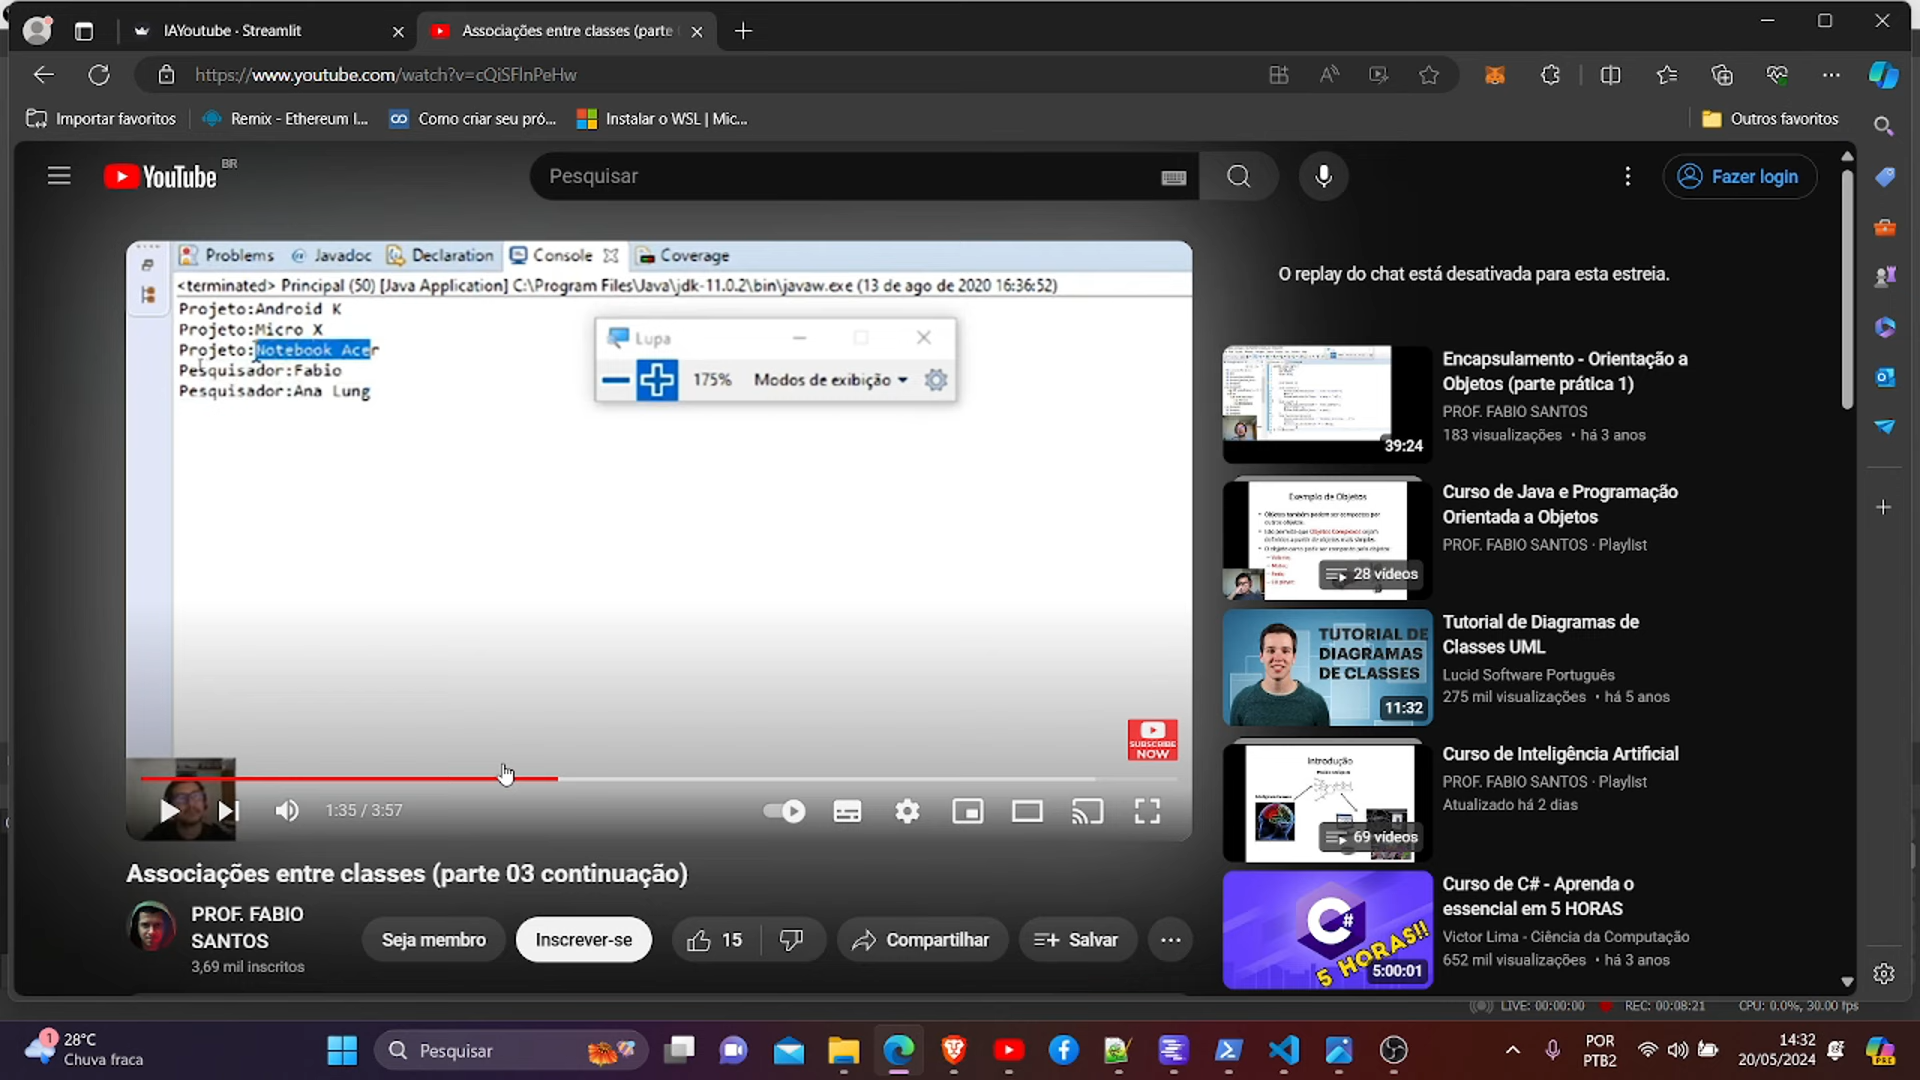 IAYoutube · Streamlit
Associações entre classes (parte
https://www.youtube.com/watch?v=cQiSFlnPeHw
Importar favoritos
Remix - Ethereum I...
Como criar seu pró...
Instalar o WSL | Mic...
Outros favoritos
YouTube BR
Pesquisar
Fazer login
Problems @ Javadoc Declaration Console Coverage
<terminated> Principal (50) [Java Application] C:\Program Files\Java\jdk-11.0.2\bin\javaw.exe (13 de ago de 2020 16:36:52)
Projeto:Android K
Projeto:Micro X
Projeto:Notebook Acer
Pesquisador:Fabio
Pesquisador:Ana Lung
Lupa
175% Modos de exibição
SUBSCRIBE
NOW
1:35 / 3:57
Associações entre classes (parte 03 continuação)
PROF. FABIO
SANTOS
3,69 mil inscritos
Seja membro
Inscrever-se
15
Compartilhar
Salvar
O replay do chat está desativada para esta estreia.
39:24
Encapsulamento - Orientação a
Objetos (parte prática 1)
PROF. FABIO SANTOS
183 visualizações • há 3 anos
Exemplo de Objetos
28 vídeos
Curso de Java e Programação
Orientada a Objetos
PROF. FABIO SANTOS · Playlist
TUTORIAL DE
DIAGRAMAS
DE CLASSES
11:32
Tutorial de Diagramas de
Classes UML
Lucid Software Português
275 mil visualizações • há 5 anos
Introdução
69 vídeos
Curso de Inteligência Artificial
PROF. FABIO SANTOS · Playlist
Atualizado há 2 dias
C#
5 HORAS!!
5:00:01
Curso de C# - Aprenda o
essencial em 5 HORAS
Victor Lima - Ciência da Computação
652 mil visualizações • há 3 anos
LIVE: 00:00:00 REC: 00:08:21 CPU: 0.0%, 30.00 fps
1
28°C
Chuva fraca
Pesquisar
POR
PTB2
14:32
20/05/2024
PRE